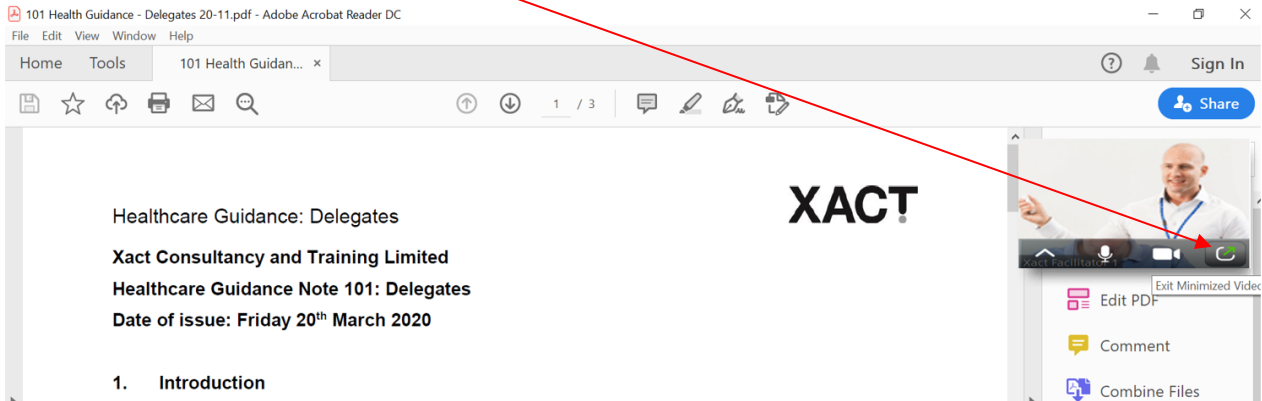 101 Health Guidance - Delegates 20-11.pdf - Adobe Acrobat Reader DC
File Edit View Window Help
Home Tools 101 Health Guidan... × Sign In
1 / 3 Share
XACT
Healthcare Guidance: Delegates
Xact Consultancy and Training Limited
Healthcare Guidance Note 101: Delegates
Date of issue: Friday 20th March 2020
1. Introduction
Xact Facilitator 1
Exit Minimized Video
Edit PDF
Comment
Combine Files